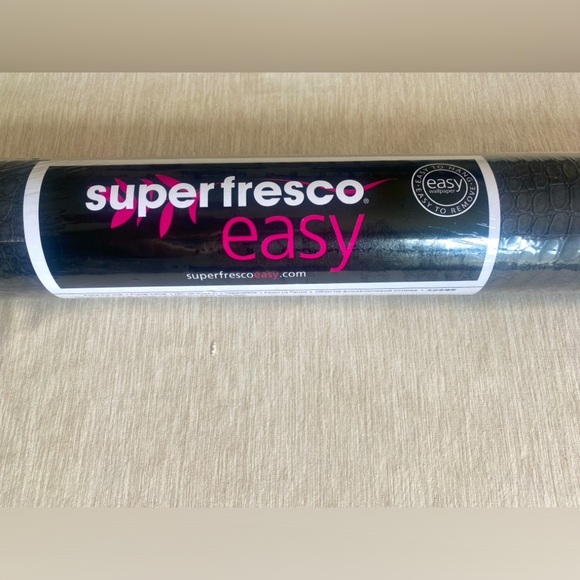 superfresco®
easy
superfrescoeasy.com
EASY TO HANG
easy
wallpaper
EASY TO REMOVE